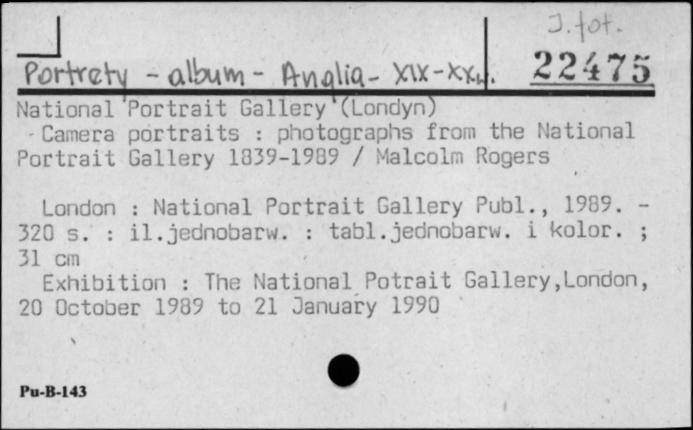 J. fot.
Portrety - album - Anglia - XIX-XXw.
22475
National Portrait Gallery (Londyn)
- Camera portraits : photographs from the National
Portrait Gallery 1839-1989 / Malcolm Rogers
London : National Portrait Gallery Publ., 1989. -
320 s. : il.jednobarw. : tabl.jednobarw. i kolor. ;
31 cm
Exhibition : The National Potrait Gallery,London,
20 October 1989 to 21 January 1990
Pu-B-143